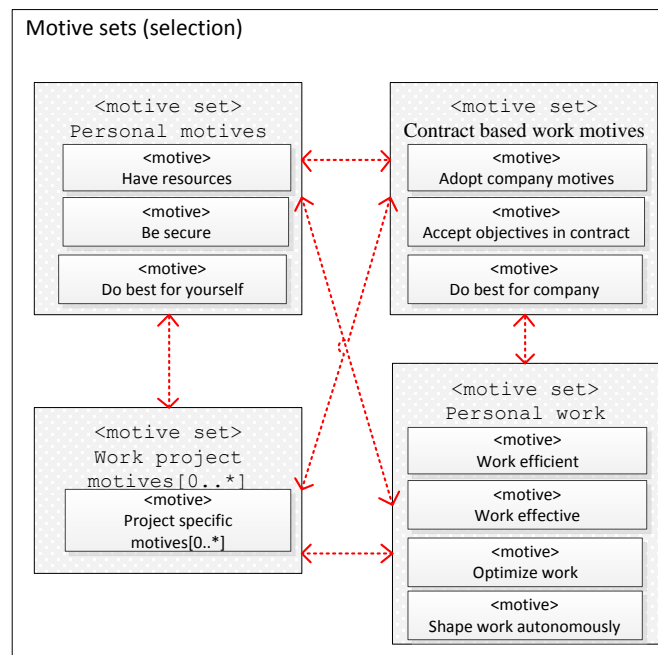 Motive sets (selection)
<motive set>
Personal motives
<motive>
Have resources
<motive>
Be secure
<motive>
Do best for yourself
<motive set>
Contract based work motives
<motive>
Adopt company motives
<motive>
Accept objectives in contract
<motive>
Do best for company
<motive set>
Work project
motives[0..*]
<motive>
Project specific
motives[0..*]
<motive set>
Personal work
<motive>
Work efficient
<motive>
Work effective
<motive>
Optimize work
<motive>
Shape work autonomously